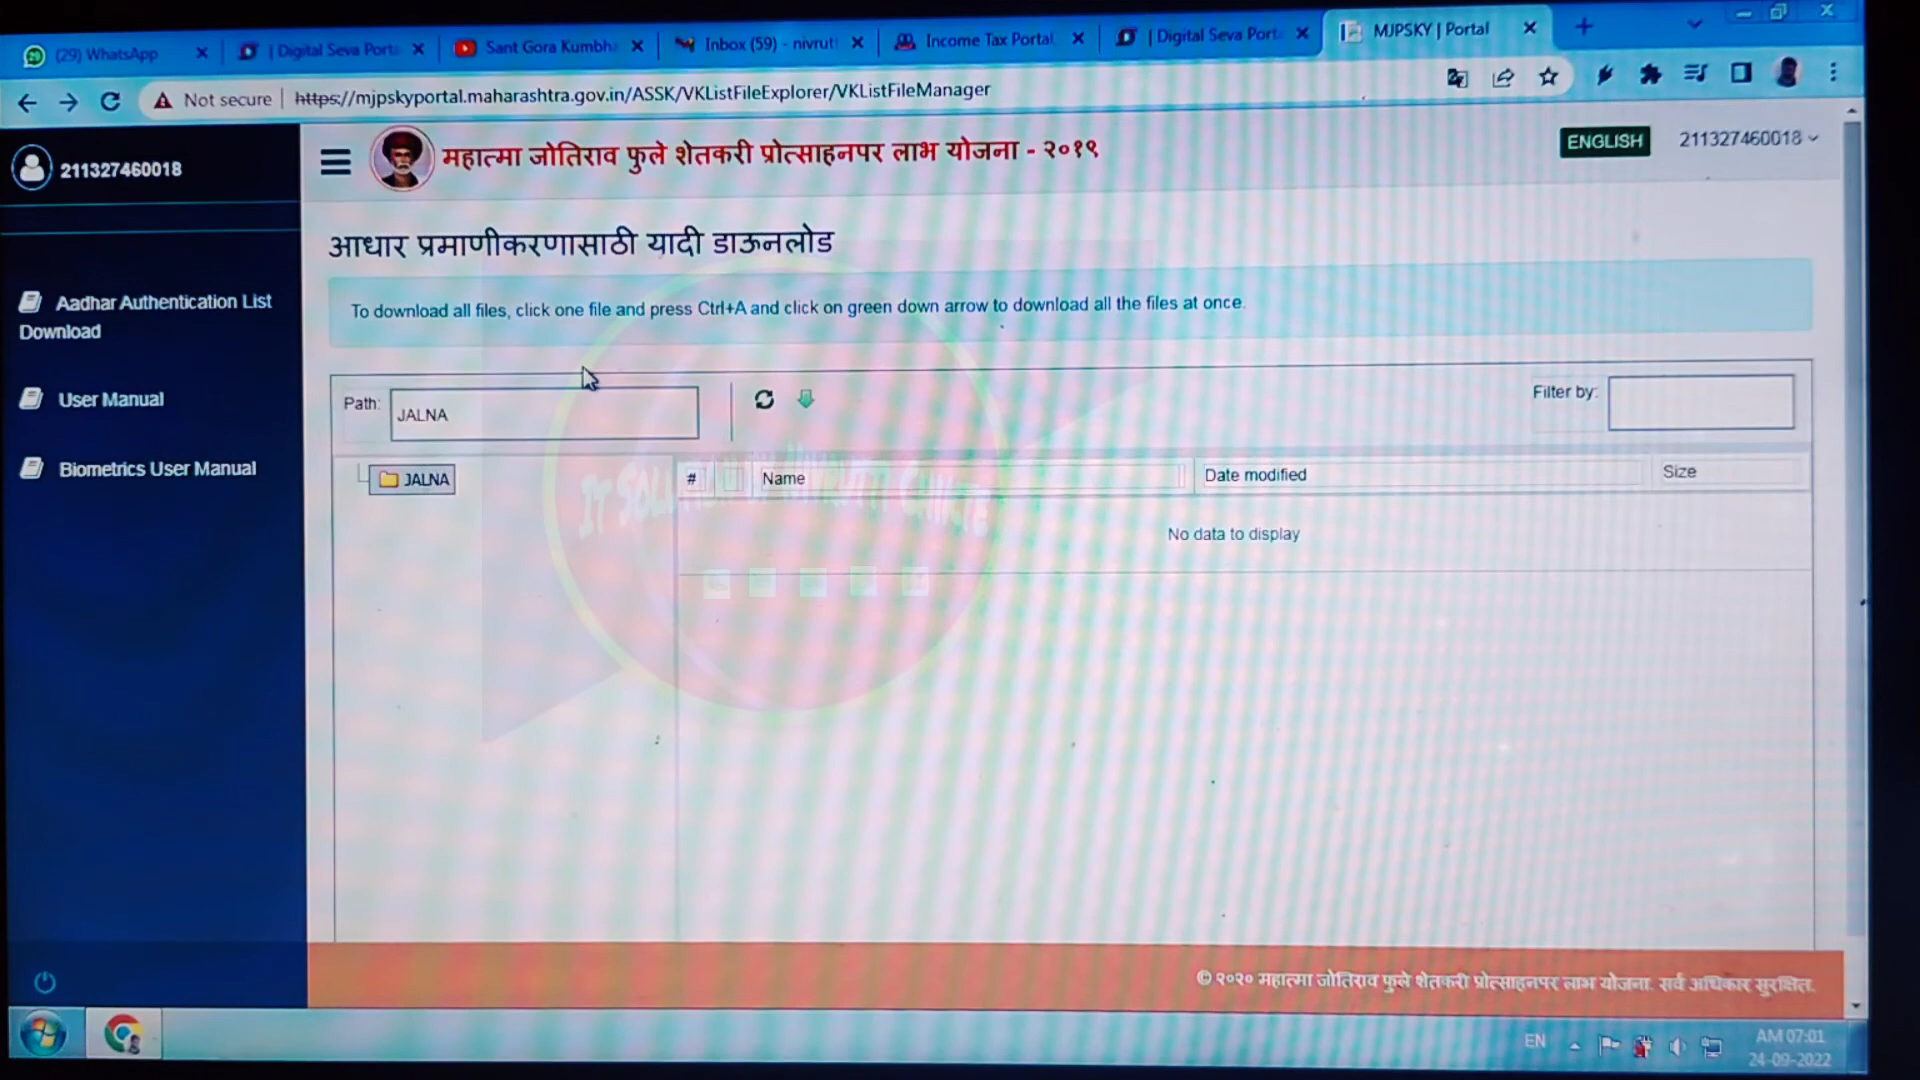 (29) WhatsApp
| Digital Seva Port
Sant Gora Kumbh
Inbox (59) - nivrut
Income Tax Portal
| Digital Seva Port
MJPSKY | Portal
Not secure | https://mjpskyportal.maharashtra.gov.in/ASSK/VKListFileExplorer/VKListFileManager
211327460018
महात्मा जोतिराव फुले शेतकरी प्रोत्साहनपर लाभ योजना - २०१९
ENGLISH
211327460018
आधार प्रमाणीकरणासाठी यादी डाऊनलोड
Aadhar Authentication List
Download
User Manual
Biometrics User Manual
To download all files, click one file and press Ctrl+A and click on green down arrow to download all the files at once.
Path: JALNA
Filter by:
JALNA
# Name Date modified Size
No data to display
© २०२० महात्मा जोतिराव फुले शेतकरी प्रोत्साहनपर लाभ योजना. सर्व अधिकार सुरक्षित.
EN
AM 07:01
24-09-2022